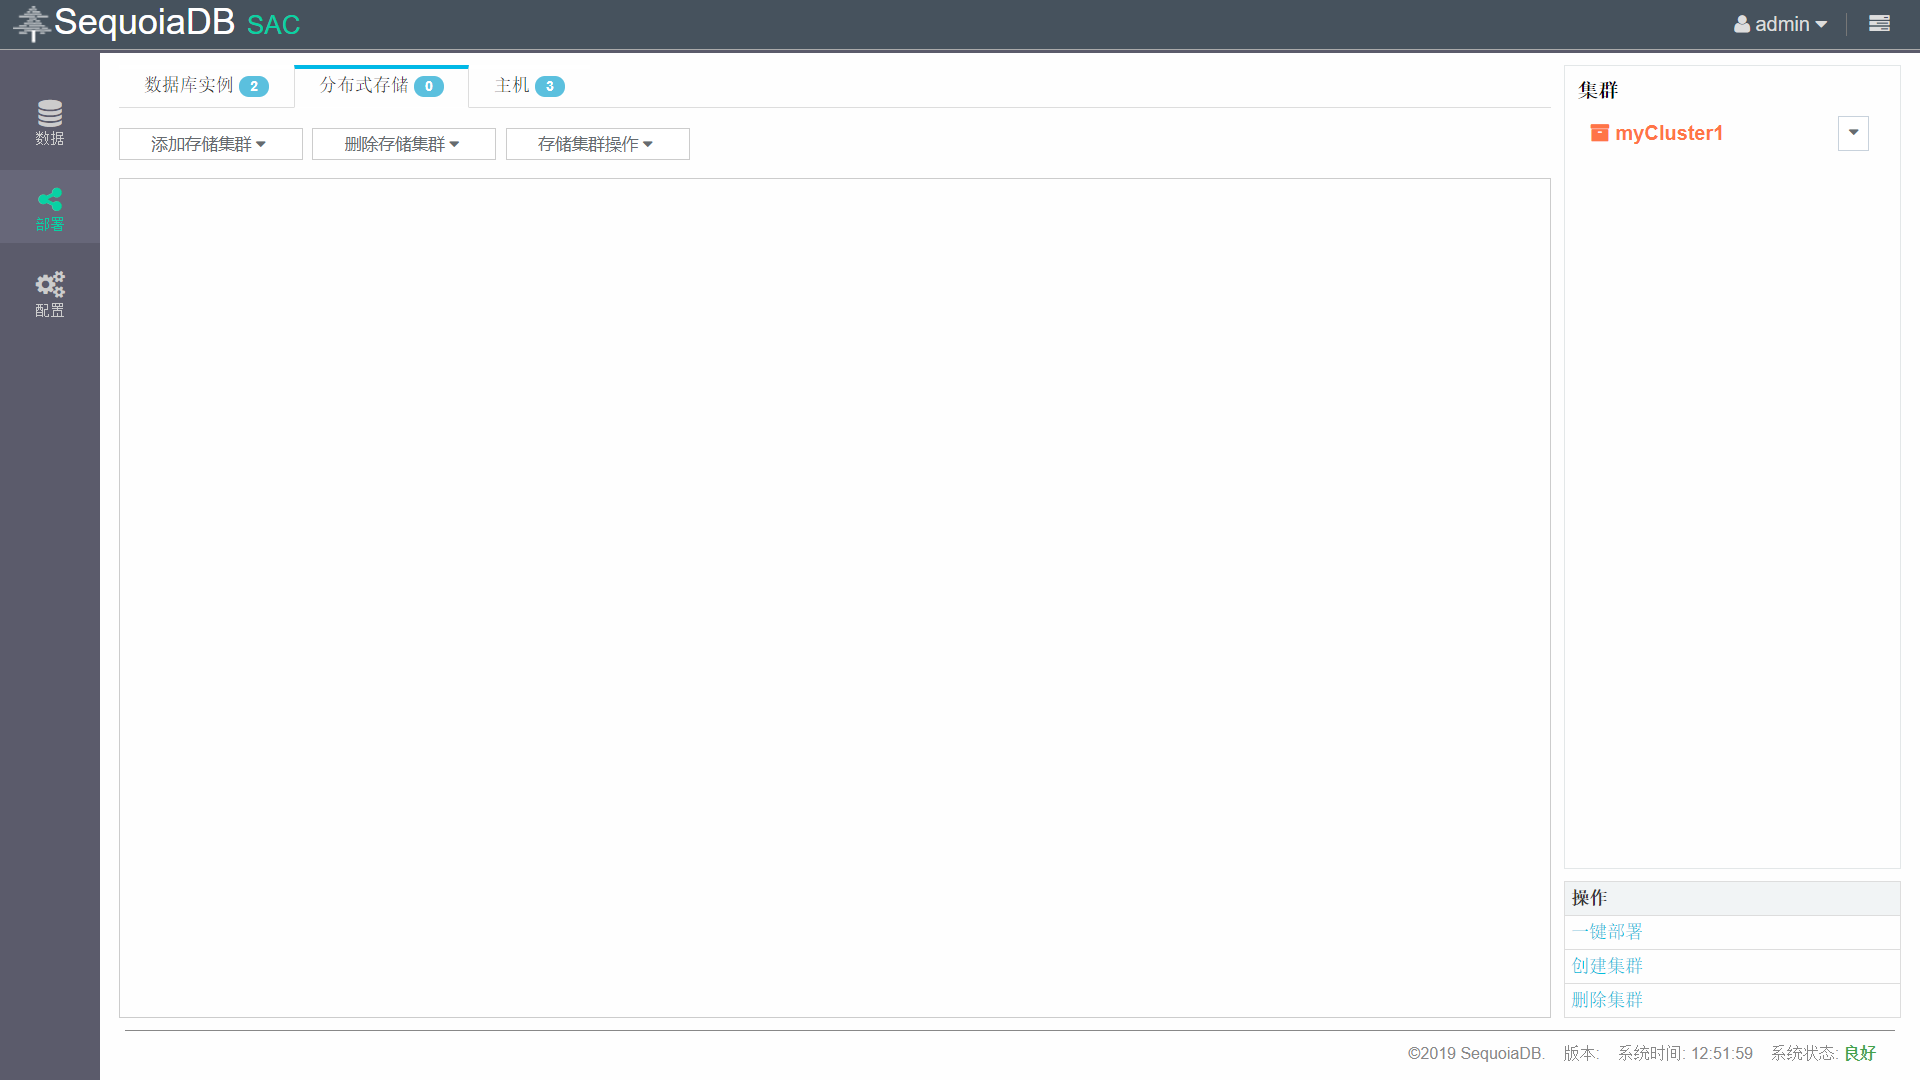 SequoiaDB SAC
admin
数据
部署
配置
数据库实例 2
分布式存储 0
主机 3
添加存储集群
删除存储集群
存储集群操作
集群
myCluster1
操作
一键部署
创建集群
删除集群
©2019 SequoiaDB. 版本: 系统时间: 12:51:59 系统状态: 良好